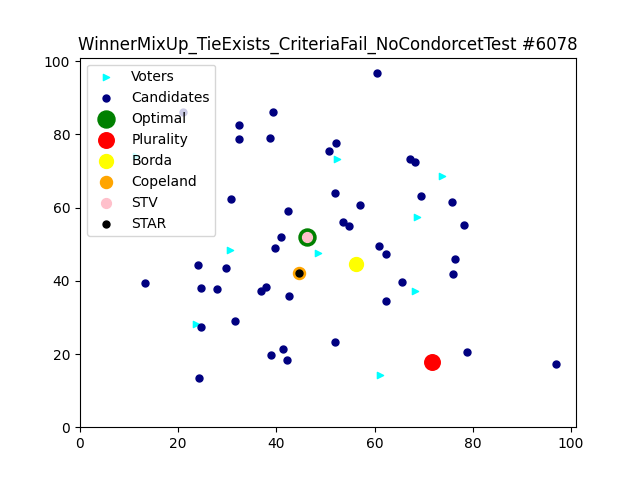 WinnerMixUp_TieExists_CriteriaFail_NoCondorcetTest #6078
Voters
Candidates
Optimal
Plurality
Borda
Copeland
STV
STAR
100
80
60
40
20
0
0 20 40 60 80 100